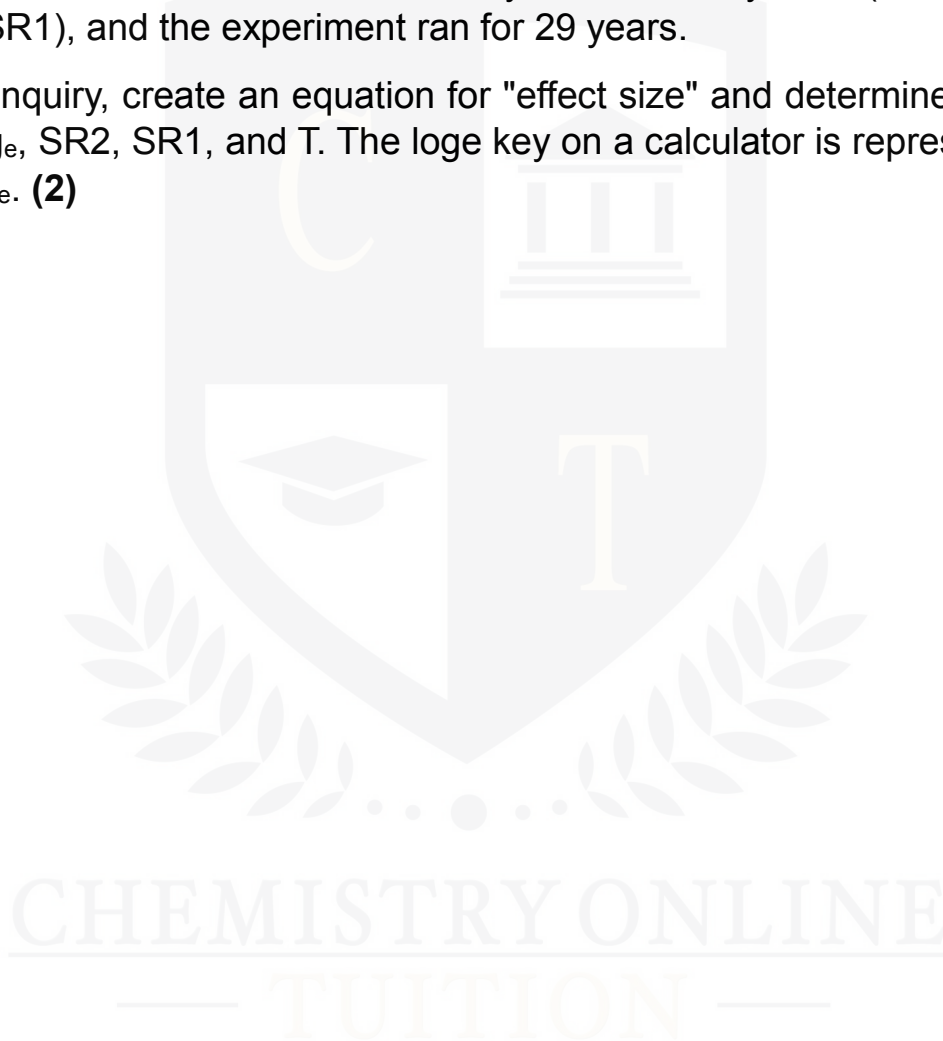 SR1), and the experiment ran for 29 years.
nquiry, create an equation for "effect size" and determine
e, SR2, SR1, and T. The loge key on a calculator is repres
e. (2)
C
T
CHEMISTRY ONLINE
TUITION